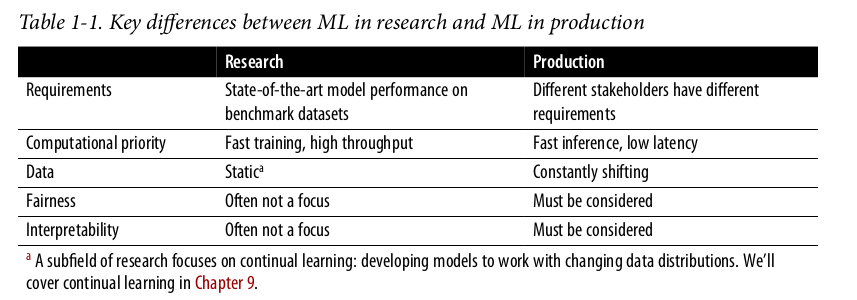 Table 1-1. Key differences between ML in research and ML in production
Research Production
Requirements State-of-the-art model performance on Different stakeholders have different
benchmark datasets requirements
Computational priority Fast training, high throughput Fast inference, low latency
Data Staticᵃ Constantly shifting
Fairness Often not a focus Must be considered
Interpretability Often not a focus Must be considered
ᵃ A subfield of research focuses on continual learning: developing models to work with changing data distributions. We’ll
cover continual learning in Chapter 9.